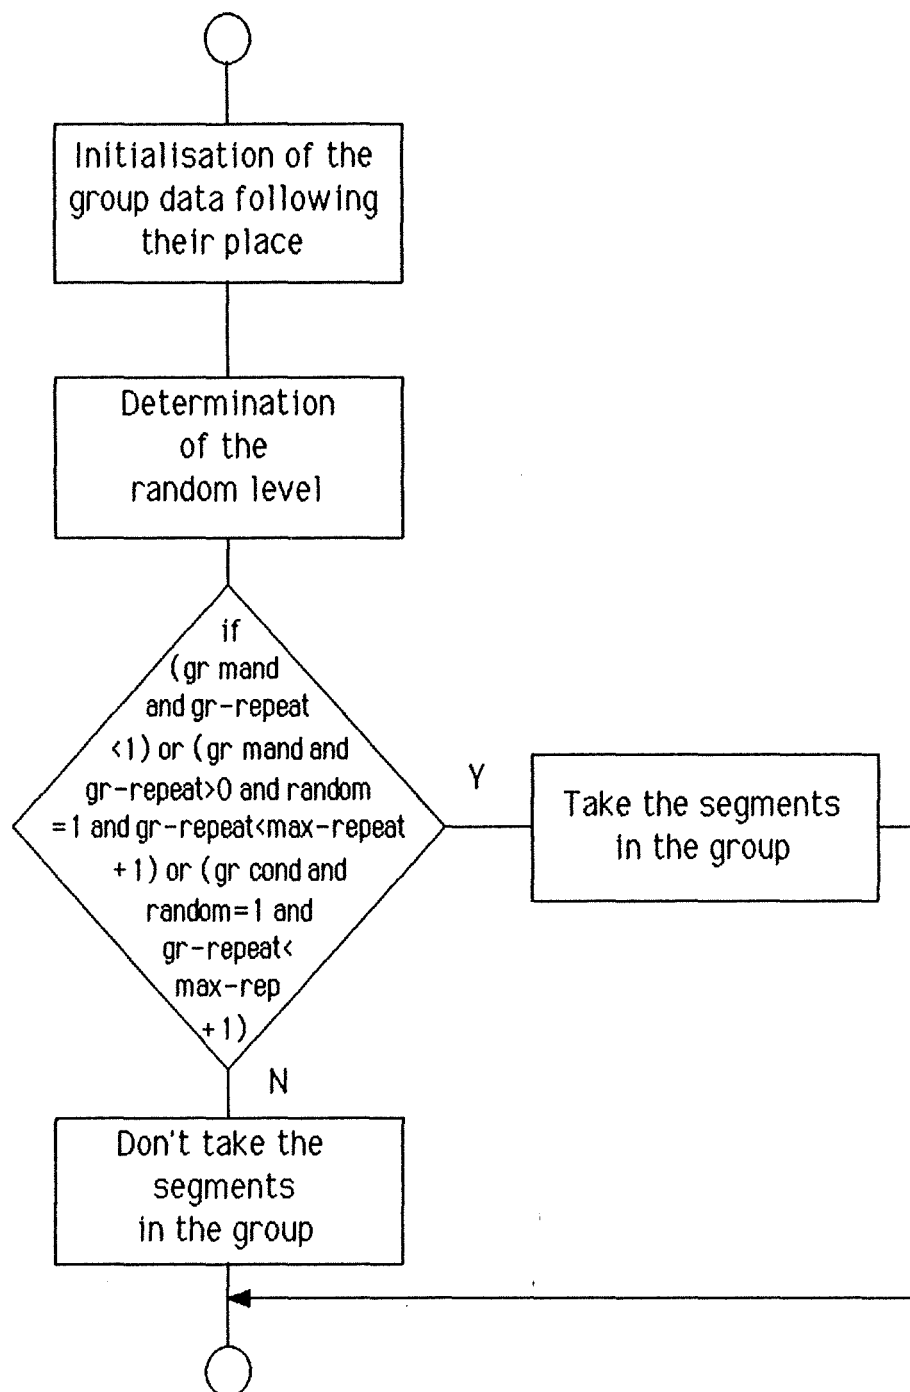 Initialisation of the
group data following
their place
Determination
of the
random level
if
(gr mand
and gr-repeat
<1) or (gr mand and
gr-repeat>0 and random
=1 and gr-repeat<max-repeat
+1) or (gr cond and
random=1 and
gr-repeat<
max-rep
+1)
Y
Take the segments
in the group
N
Don't take the
segments
in the group